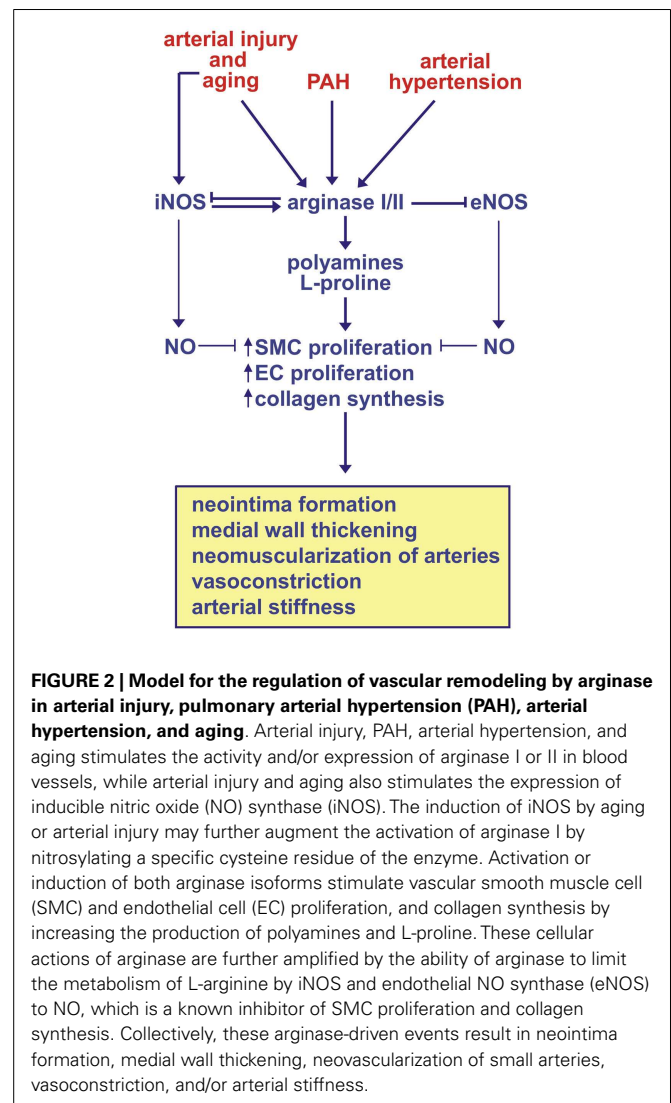 arterial injury
and
aging
PAH
arterial
hypertension
iNOS
arginase I/II
eNOS
polyamines
L-proline
NO
↑SMC proliferation
NO
↑EC proliferation
↑collagen synthesis
neointima formation
medial wall thickening
neomuscularization of arteries
vasoconstriction
arterial stiffness
FIGURE 2 | Model for the regulation of vascular remodeling by arginase
in arterial injury, pulmonary arterial hypertension (PAH), arterial
hypertension, and aging. Arterial injury, PAH, arterial hypertension, and
aging stimulates the activity and/or expression of arginase I or II in blood
vessels, while arterial injury and aging also stimulates the expression of
inducible nitric oxide (NO) synthase (iNOS). The induction of iNOS by aging
or arterial injury may further augment the activation of arginase I by
nitrosylating a specific cysteine residue of the enzyme. Activation or
induction of both arginase isoforms stimulate vascular smooth muscle cell
(SMC) and endothelial cell (EC) proliferation, and collagen synthesis by
increasing the production of polyamines and L-proline. These cellular
actions of arginase are further amplified by the ability of arginase to limit
the metabolism of L-arginine by iNOS and endothelial NO synthase (eNOS)
to NO, which is a known inhibitor of SMC proliferation and collagen
synthesis. Collectively, these arginase-driven events result in neointima
formation, medial wall thickening, neovascularization of small arteries,
vasoconstriction, and/or arterial stiffness.